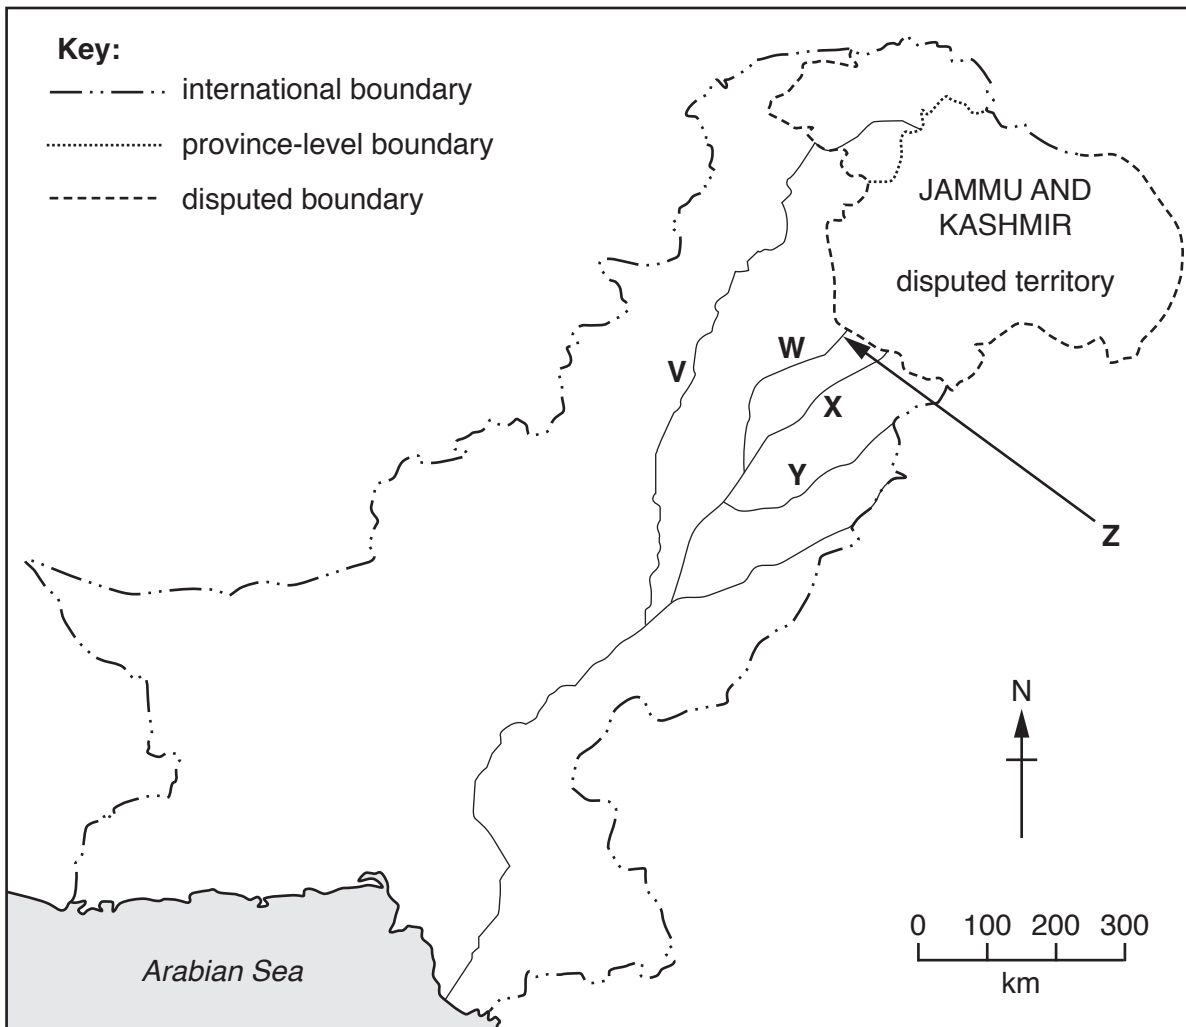 Key:
international boundary
province-level boundary
disputed boundary
JAMMU AND
KASHMIR
disputed territory
W
V
X
Y
Z
N
0 100 200 300
km
Arabian Sea